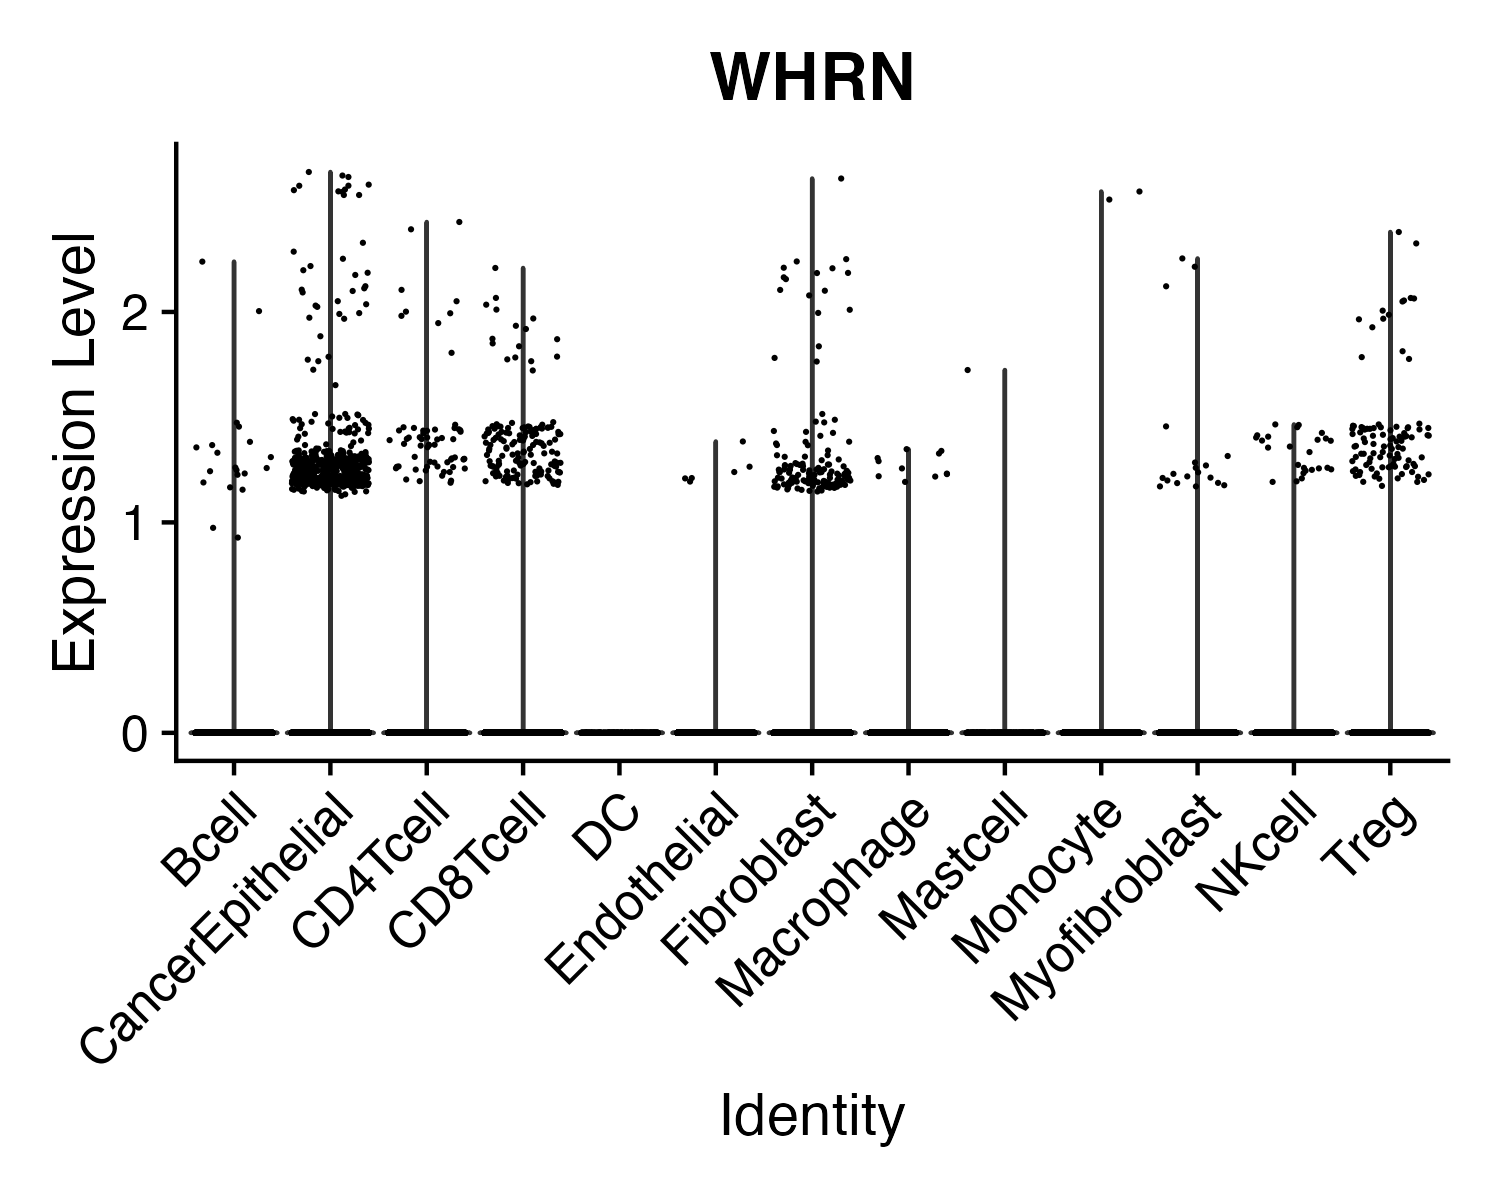 WHRN
Expression Level
2
1
0
Bcell
CancerEpithelial
CD4Tcell
CD8Tcell
DC
Endothelial
Fibroblast
Macrophage
Mastcell
Monocyte
Myofibroblast
NKcell
Treg
Identity